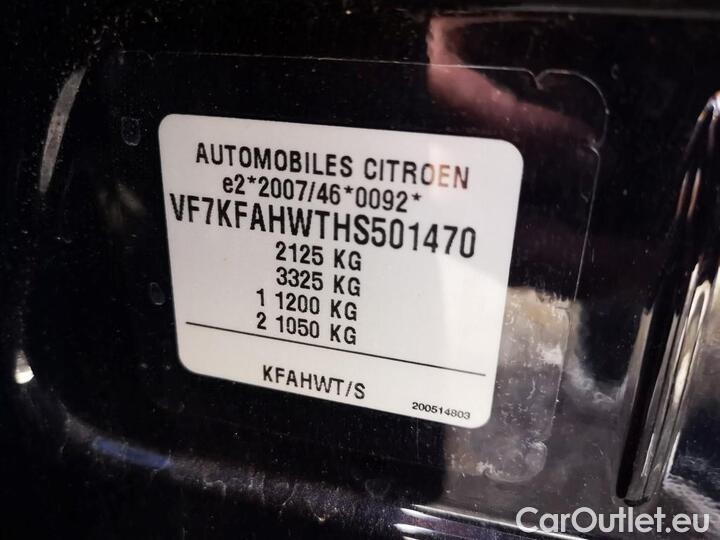 AUTOMOBILES CITROEN
e2*2007/46*0092*
VF7KFAHWTHS501470
2125 KG
3325 KG
1 1200 KG
2 1050 KG
KFAHWT/S
200514803
CarOutlet.eu